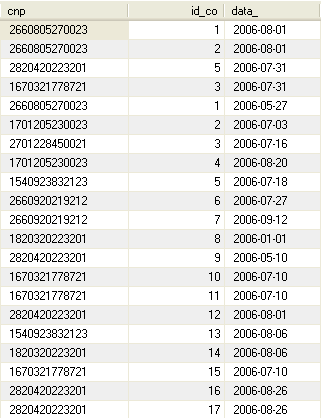 cnp id_co data_
2660805270023 1 2006-08-01
2660805270023 2 2006-08-01
2820420223201 5 2006-07-31
1670321778721 3 2006-07-31
2660805270023 1 2006-05-27
1701205230023 2 2006-07-03
2701228450021 3 2006-07-16
1701205230023 4 2006-08-20
1540923832123 5 2006-07-18
2660920219212 6 2006-07-27
2660920219212 7 2006-09-12
1820320223201 8 2006-01-01
2820420223201 9 2006-05-10
1670321778721 10 2006-07-10
1670321778721 11 2006-07-10
2820420223201 12 2006-08-01
1540923832123 13 2006-08-06
1820320223201 14 2006-08-06
1670321778721 15 2006-07-10
2820420223201 16 2006-08-26
2820420223201 17 2006-08-26